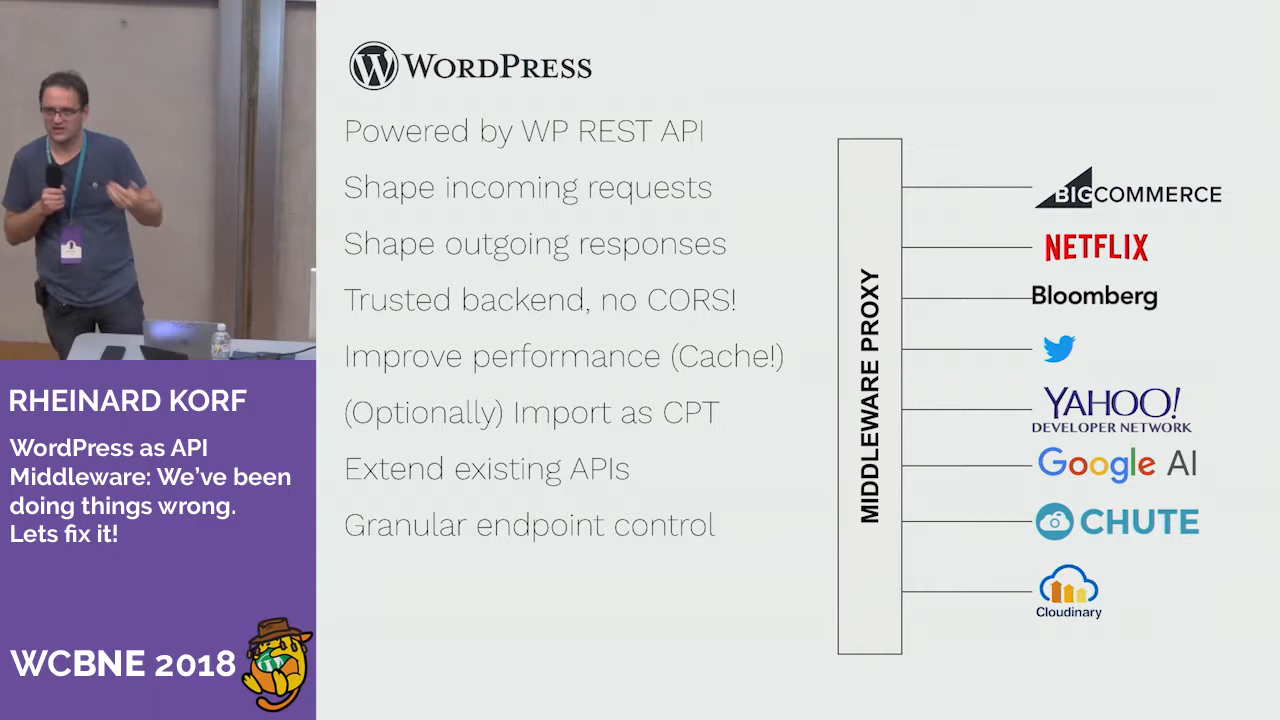 WORDPRESS
Powered by WP REST API
Shape incoming requests
Shape outgoing responses
Trusted backend, no CORS!
Improve performance (Cache!)
(Optionally) Import as CPT
Extend existing APIs
Granular endpoint control
MIDDLEWARE PROXY
BIGCOMMERCE
NETFLIX
Bloomberg
YAHOO!
DEVELOPER NETWORK
Google AI
CHUTE
Cloudinary
RHEINARD KORF
WordPress as API
Middleware: We've been
doing things wrong.
Lets fix it!
WCBNE 2018